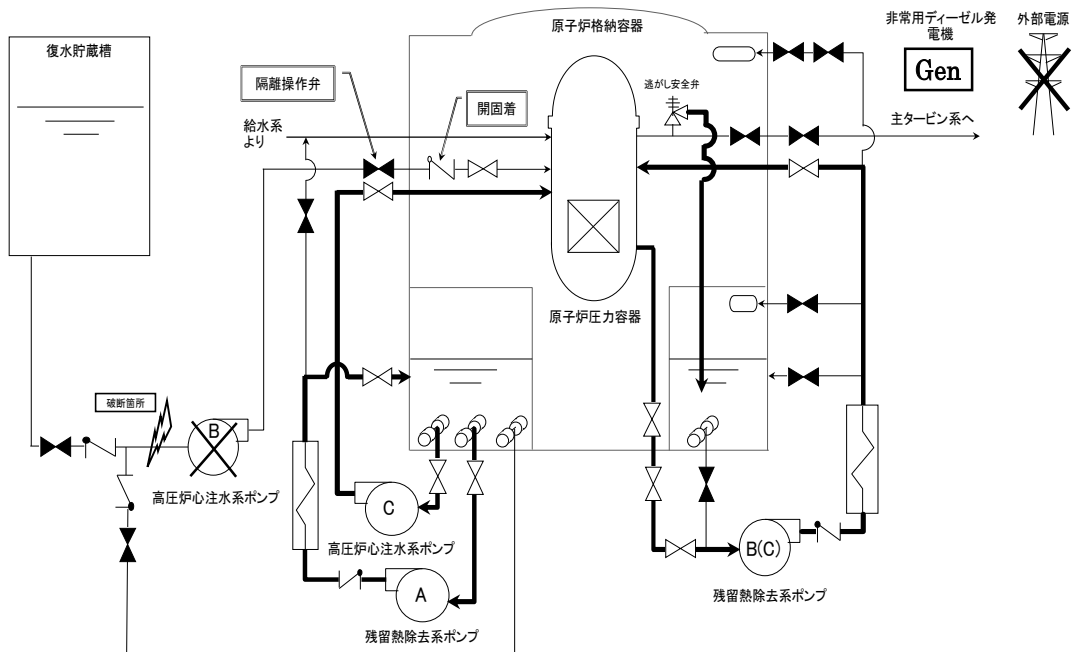 復水貯蔵槽
原子炉格納容器
非常用ディーゼル発
電機
外部電源
Gen
隔離操作弁
開固着
逃がし安全弁
給水系
より
主タービン系へ
原子炉圧力容器
破断箇所
B
高圧炉心注水系ポンプ
C
高圧炉心注水系ポンプ
A
残留熱除去系ポンプ
B(C)
残留熱除去系ポンプ